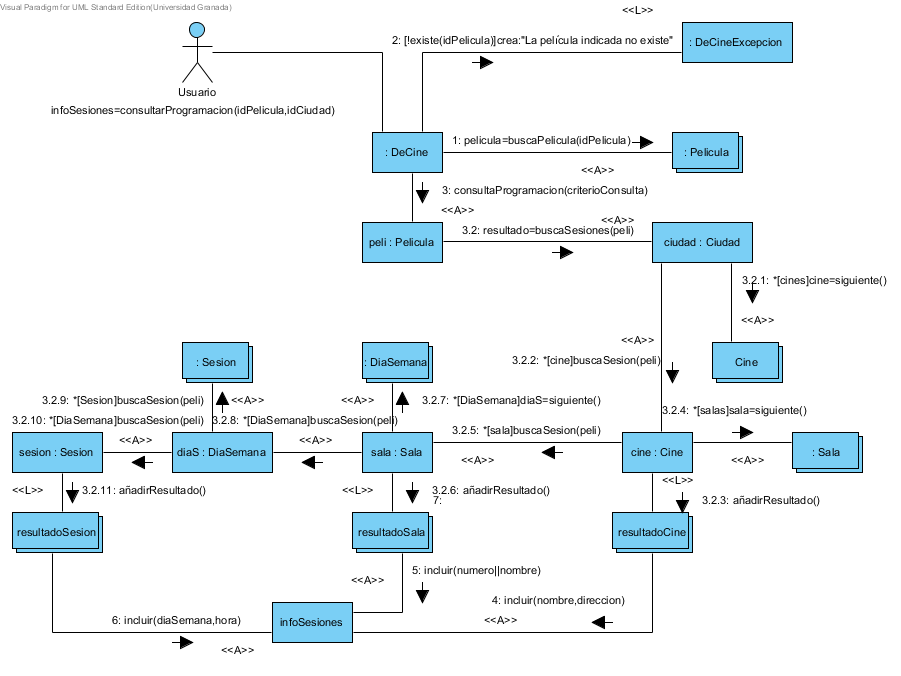 Visual Paradigm for UML Standard Edition(Universidad Granada)
<<L>>
2: [!existe(idPelicula)]crea:"La película indicada no existe"
: DeCineExcepcion
Usuario
infoSesiones=consultarProgramacion(idPelicula,idCiudad)
: DeCine
1: pelicula=buscaPelicula(idPelicula)
: Pelicula
<<A>>
3: consultaProgramacion(criterioConsulta)
<<A>>
<<A>>
3.2: resultado=buscaSesiones(peli)
peli : Pelicula
ciudad : Ciudad
3.2.1: *[cines]cine=siguiente()
<<A>>
<<A>>
3.2.2: *[cine]buscaSesion(peli)
Cine
: Sesion
: DiaSemana
3.2.9: *[Sesion]buscaSesion(peli)
<<A>>
<<A>>
3.2.7: *[DiaSemana]diaS=siguiente()
3.2.4: *[salas]sala=siguiente()
3.2.10: *[DiaSemana]buscaSesion(peli)
3.2.8: *[DiaSemana]buscaSesion(peli)
3.2.5: *[sala]buscaSesion(peli)
<<A>>
<<A>>
sesion : Sesion
diaS : DiaSemana
sala : Sala
<<A>>
cine : Cine
<<A>>
: Sala
<<L>>
<<L>>
3.2.11: añadirResultado()
<<L>>
3.2.6: añadirResultado()
7:
3.2.3: añadirResultado()
resultadoSesion
resultadoSala
resultadoCine
5: incluir(numero||nombre)
<<A>>
4: incluir(nombre,direccion)
6: incluir(diaSemana,hora)
infoSesiones
<<A>>
<<A>>